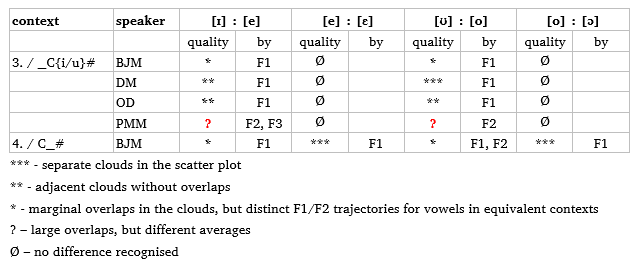 context speaker [ɪ] : [e] [e] : [ɛ] [ʊ] : [o] [o] : [ɔ]
quality by quality by quality by quality by
3. / _C{i/u}# BJM * F1 Ø * F1 Ø
DM ** F1 Ø *** F1 Ø
OD ** F1 Ø ** F1 Ø
PMM ? F2, F3 Ø ? F2 Ø
4. / C_# BJM * F1 *** F1 * F1, F2 *** F1
*** - separate clouds in the scatter plot
** - adjacent clouds without overlaps
* - marginal overlaps in the clouds, but distinct F1/F2 trajectories for vowels in equivalent contexts
? – large overlaps, but different averages
Ø – no difference recognised